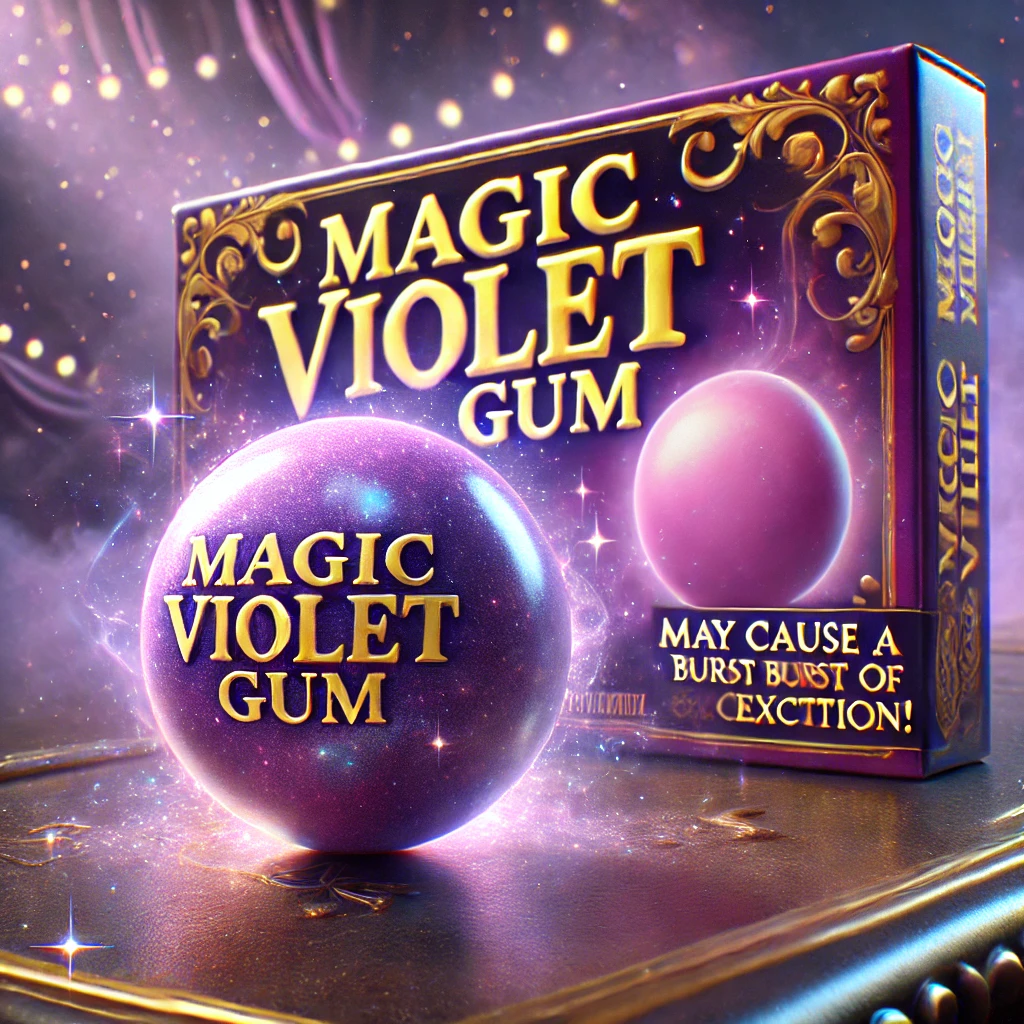 MAGIC
VIOLET
GUM
MAGIC
VIOLET
GUM
MAY CAUSE A
BURST BURST OF
CEXCTTION!